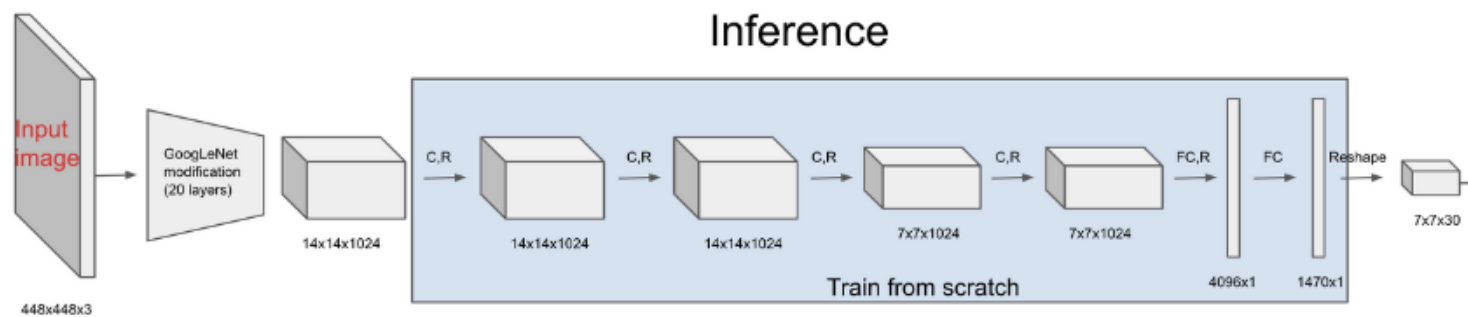 Inference
Input
image
GoogLeNet
modification
(20 layers)
448x448x3
14x14x1024
C,R
14x14x1024
C,R
14x14x1024
C,R
7x7x1024
C,R
7x7x1024
FC,R
4096x1
FC
1470x1
Reshape
7x7x30
Train from scratch